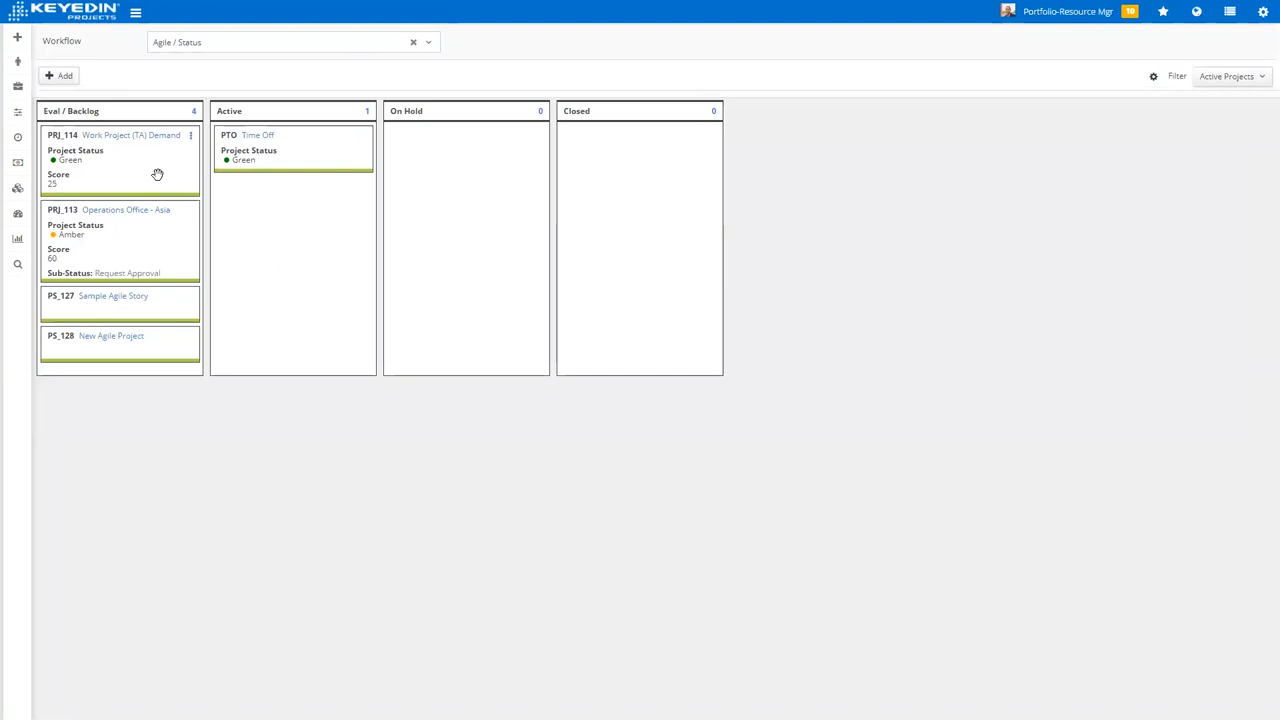 KEYEDIN
PROJECTS
Portfolio-Resource Mgr
10
Workflow
Agile / Status
Add
Filter
Active Projects
Eval / Backlog 4
PRJ_114 Work Project (TA) Demand
Project Status
Green
Score
25
PRJ_113 Operations Office - Asia
Project Status
Amber
Score
60
Sub-Status: Request Approval
PS_127 Sample Agile Story
PS_128 New Agile Project
Active 1
PTO Time Off
Project Status
Green
On Hold 0
Closed 0